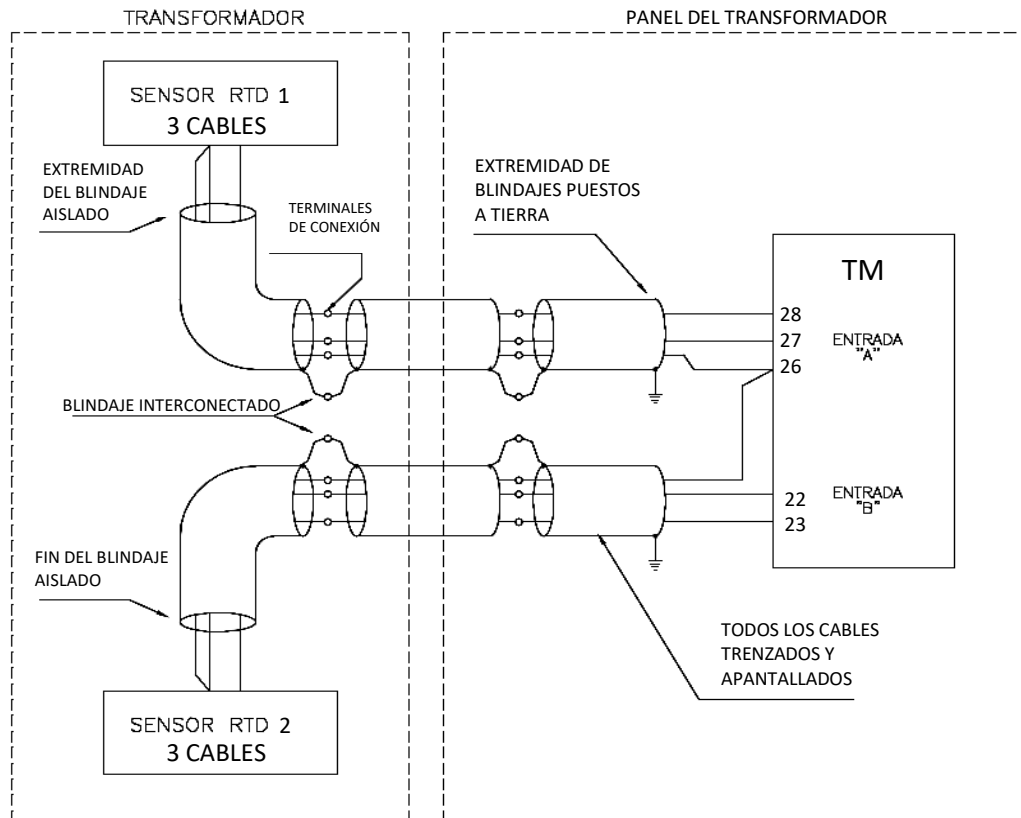 TRANSFORMADOR
PANEL DEL TRANSFORMADOR
SENSOR RTD 1
3 CABLES
EXTREMIDAD
DEL BLINDAJE
AISLADO
TERMINALES
DE CONEXIÓN
EXTREMIDAD DE
BLINDAJES PUESTOS
A TIERRA
TM
28
27
26
ENTRADA
"A"
BLINDAJE INTERCONECTADO
22
23
ENTRADA
"B"
FIN DEL BLINDAJE
AISLADO
TODOS LOS CABLES
TRENZADOS Y
APANTALLADOS
SENSOR RTD 2
3 CABLES